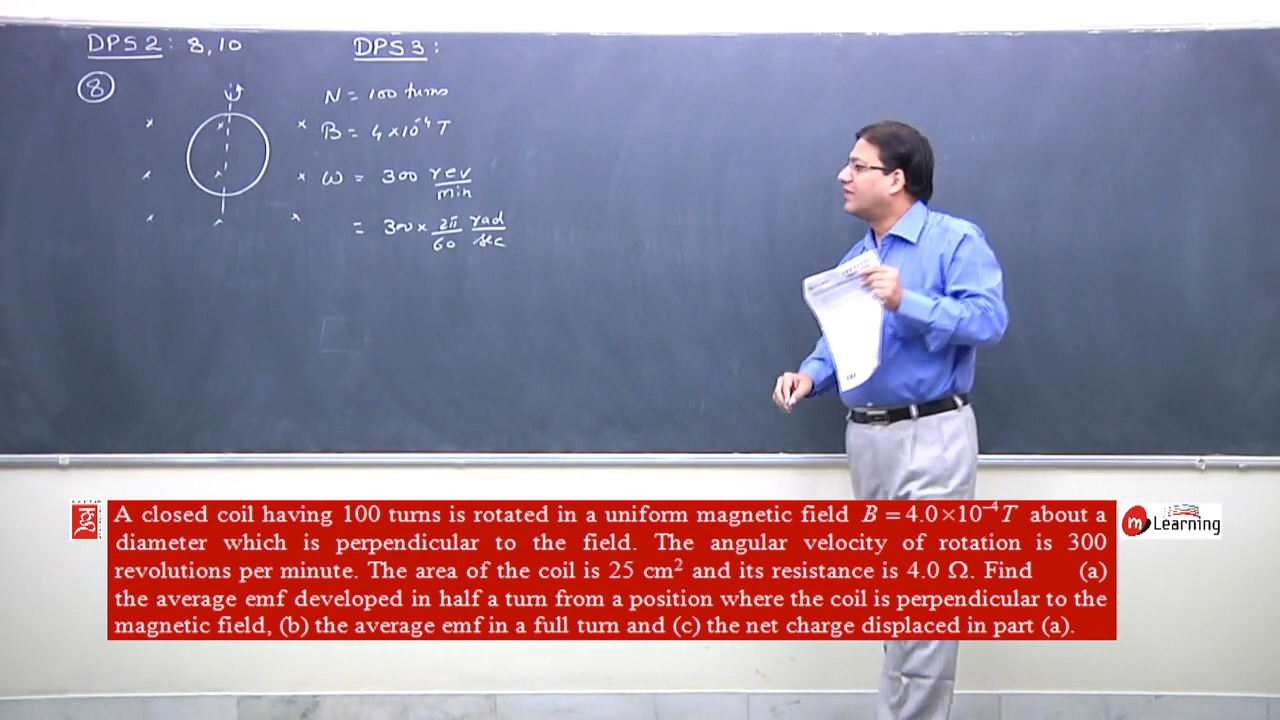 DPS 2 : 8, 10
DPS 3 :
8
N = 100 turns
B = 4 × 10⁻⁴ T
ω = 300 rev/min
= 300 × 2π/60 rad/sec
A closed coil having 100 turns is rotated in a uniform magnetic field B = 4.0×10⁻⁴ T about a
diameter which is perpendicular to the field. The angular velocity of rotation is 300
revolutions per minute. The area of the coil is 25 cm² and its resistance is 4.0 Ω. Find (a)
the average emf developed in half a turn from a position where the coil is perpendicular to the
magnetic field, (b) the average emf in a full turn and (c) the net charge displaced in part (a).
m Learning